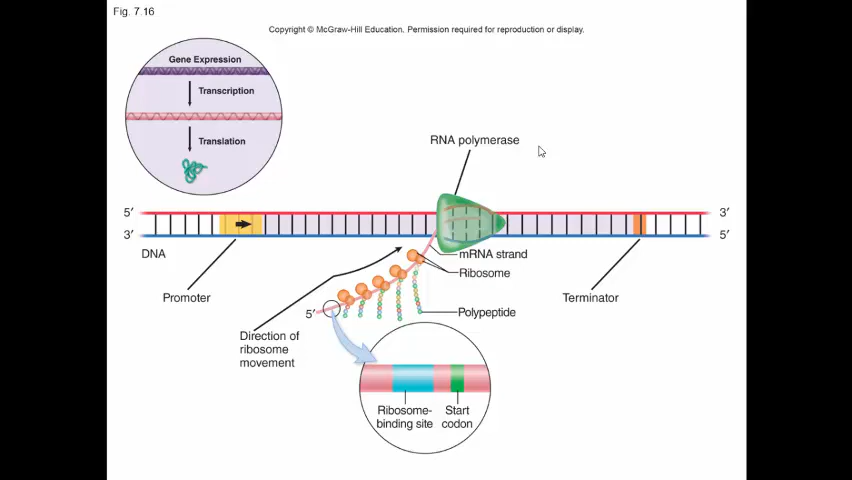 Fig. 7.16
Copyright © McGraw-Hill Education. Permission required for reproduction or display.
Gene Expression
Transcription
Translation
RNA polymerase
5′
3′
3′
5′
DNA
mRNA strand
Ribosome
Promoter
Terminator
5′
Polypeptide
Direction of
ribosome
movement
Ribosome-
binding site
Start
codon